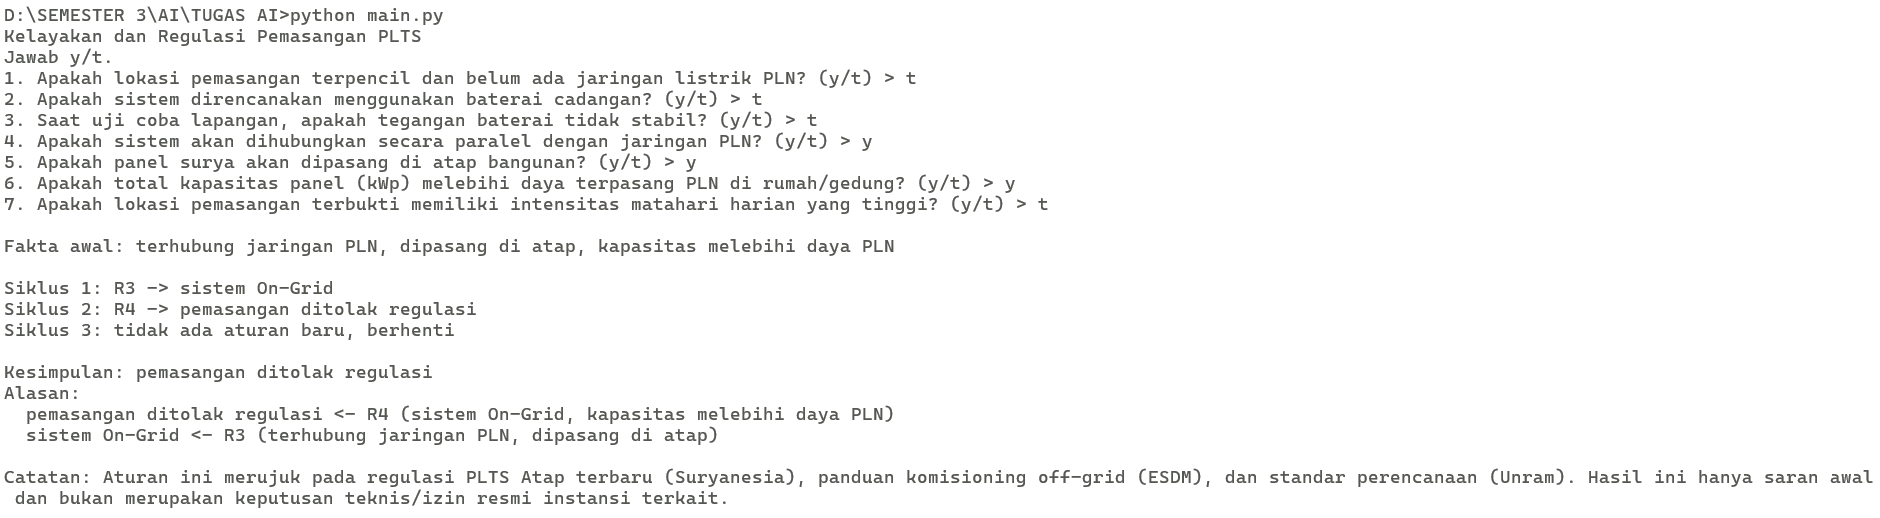 D:\SEMESTER 3\AI\TUGAS AI>python main.py
Kelayakan dan Regulasi Pemasangan PLTS
Jawab y/t.
1. Apakah lokasi pemasangan terpencil dan belum ada jaringan listrik PLN? (y/t) > t
2. Apakah sistem direncanakan menggunakan baterai cadangan? (y/t) > t
3. Saat uji coba lapangan, apakah tegangan baterai tidak stabil? (y/t) > t
4. Apakah sistem akan dihubungkan secara paralel dengan jaringan PLN? (y/t) > y
5. Apakah panel surya akan dipasang di atap bangunan? (y/t) > y
6. Apakah total kapasitas panel (kWp) melebihi daya terpasang PLN di rumah/gedung? (y/t) > y
7. Apakah lokasi pemasangan terbukti memiliki intensitas matahari harian yang tinggi? (y/t) > t

Fakta awal: terhubung jaringan PLN, dipasang di atap, kapasitas melebihi daya PLN

Siklus 1: R3 -> sistem On-Grid
Siklus 2: R4 -> pemasangan ditolak regulasi
Siklus 3: tidak ada aturan baru, berhenti

Kesimpulan: pemasangan ditolak regulasi
Alasan:
  pemasangan ditolak regulasi <- R4 (sistem On-Grid, kapasitas melebihi daya PLN)
  sistem On-Grid <- R3 (terhubung jaringan PLN, dipasang di atap)

Catatan: Aturan ini merujuk pada regulasi PLTS Atap terbaru (Suryanesia), panduan komisioning off-grid (ESDM), dan standar perencanaan (Unram). Hasil ini hanya saran awal
 dan bukan merupakan keputusan teknis/izin resmi instansi terkait.